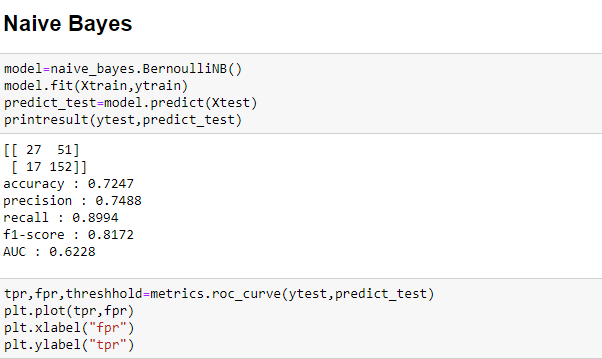 Naive Bayes
model=naive_bayes.BernoulliNB()
model.fit(Xtrain,ytrain)
predict_test=model.predict(Xtest)
printresult(ytest,predict_test)
[[ 27  51]
 [ 17 152]]
accuracy : 0.7247
precision : 0.7488
recall : 0.8994
f1-score : 0.8172
AUC : 0.6228
tpr,fpr,threshhold=metrics.roc_curve(ytest,predict_test)
plt.plot(tpr,fpr)
plt.xlabel("fpr")
plt.ylabel("tpr")